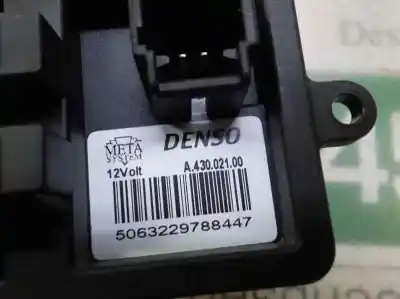 META SYSTEM DENSO
12Volt A.430.021.00
5063229788447